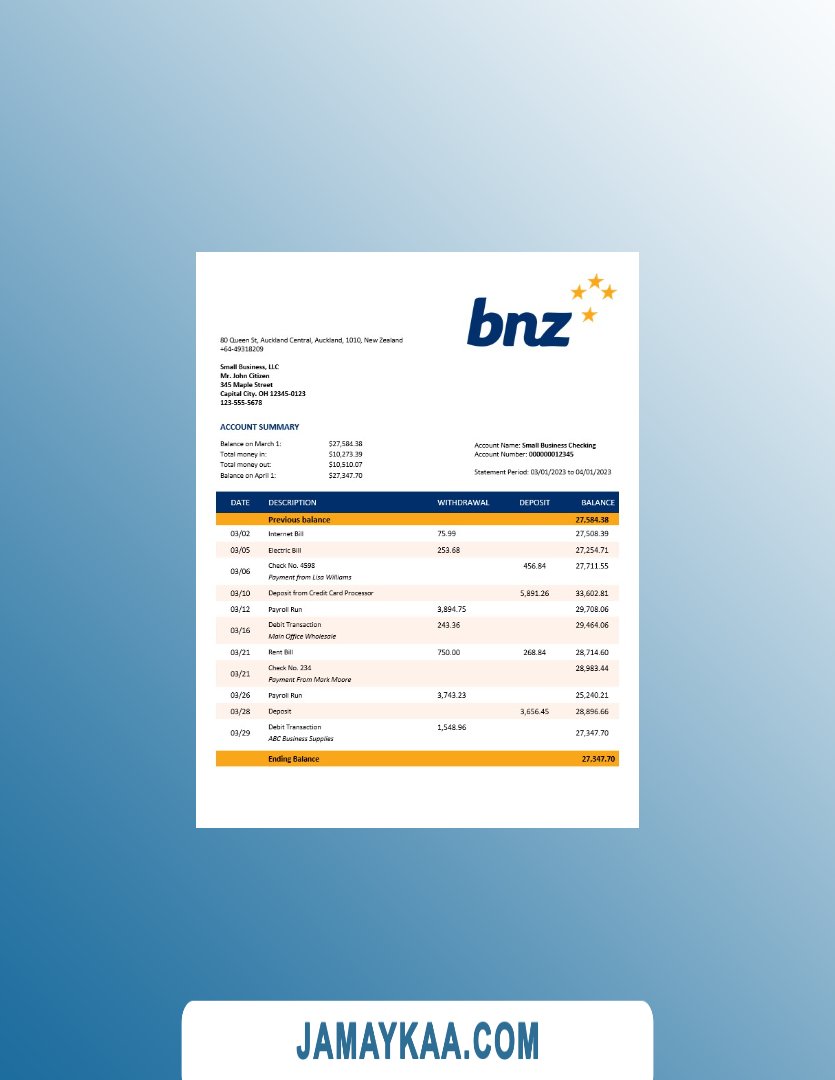 bnz
80 Queen St, Auckland Central, Auckland, 1010, New Zealand
+64-49318209
Small Business, LLC
Mr. John Citizen
345 Maple Street
Capital City. OH 12345-0123
123-555-5678
ACCOUNT SUMMARY
Balance on March 1: $27,584.38
Total money in: $10,273.39
Total money out: $10,510.07
Balance on April 1: $27,347.70
Account Name: Small Business Checking
Account Number: 000000012345
Statement Period: 03/01/2023 to 04/01/2023
DATE DESCRIPTION WITHDRAWAL DEPOSIT BALANCE
Previous balance 27.584.38
03/02 Internet Bill 75.99 27,508.39
03/05 Electric Bill 253.68 27,254.71
03/06 Check No. 4598 456.84 27,711.55
Payment from Lisa Williams
03/10 Deposit from Credit Card Processor 5,891.26 33,602.81
03/12 Payroll Run 3,894.75 29,708.06
03/16 Debit Transaction 243.36 29,464.06
Main Office Wholesale
03/21 Rent Bill 750.00 268.84 28,714.60
03/21 Check No. 234 28,983.44
Payment From Mark Moore
03/26 Payroll Run 3,743.23 25,240.21
03/28 Deposit 3,656.45 28,896.66
03/29 Debit Transaction 1,548.96 27,347.70
ABC Business Supplies
Ending Balance 27,347.70
JAMAYKAA.COM